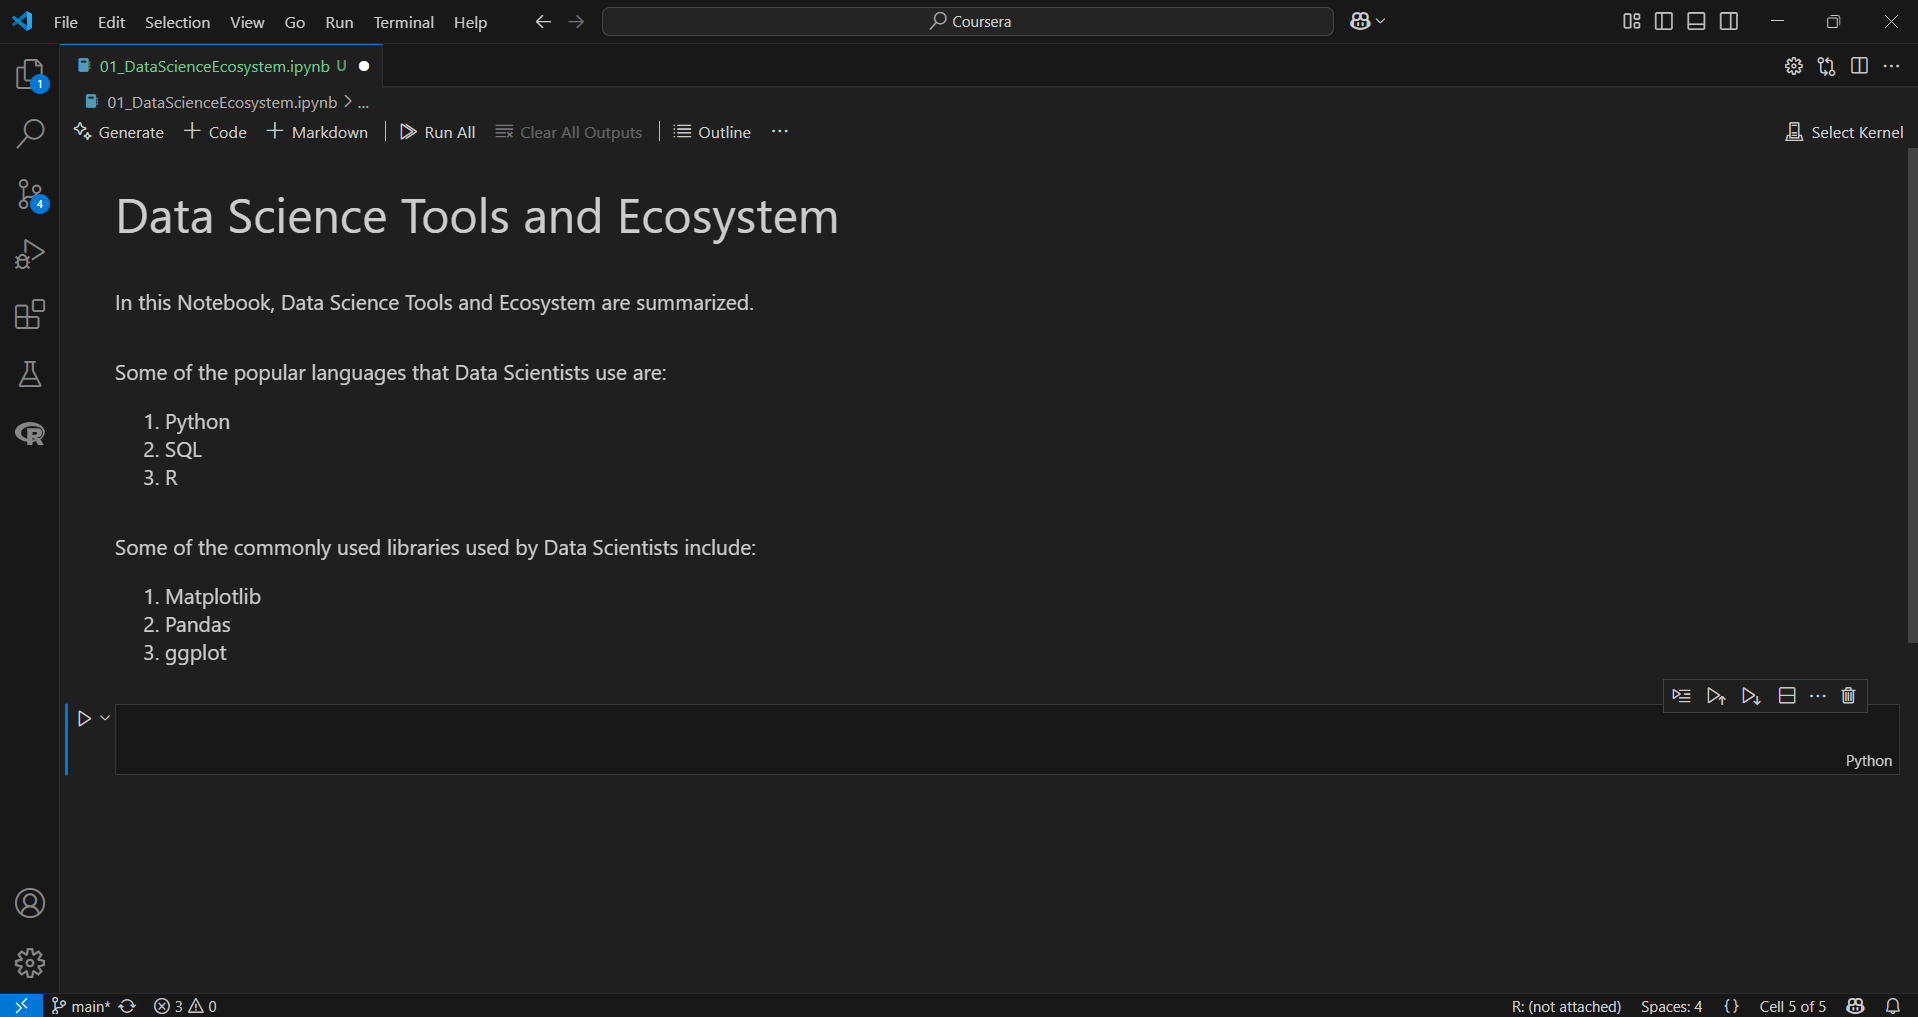 File Edit Selection View Go Run Terminal Help
Coursera
01_DataScienceEcosystem.ipynb U
1
01_DataScienceEcosystem.ipynb > ...
Generate + Code + Markdown Run All Clear All Outputs Outline ...
Select Kernel
4
Data Science Tools and Ecosystem
In this Notebook, Data Science Tools and Ecosystem are summarized.
Some of the popular languages that Data Scientists use are:
1. Python
2. SQL
3. R
Some of the commonly used libraries used by Data Scientists include:
1. Matplotlib
2. Pandas
3. ggplot
Python
main* 3 0
R: (not attached) Spaces: 4 {} Cell 5 of 5